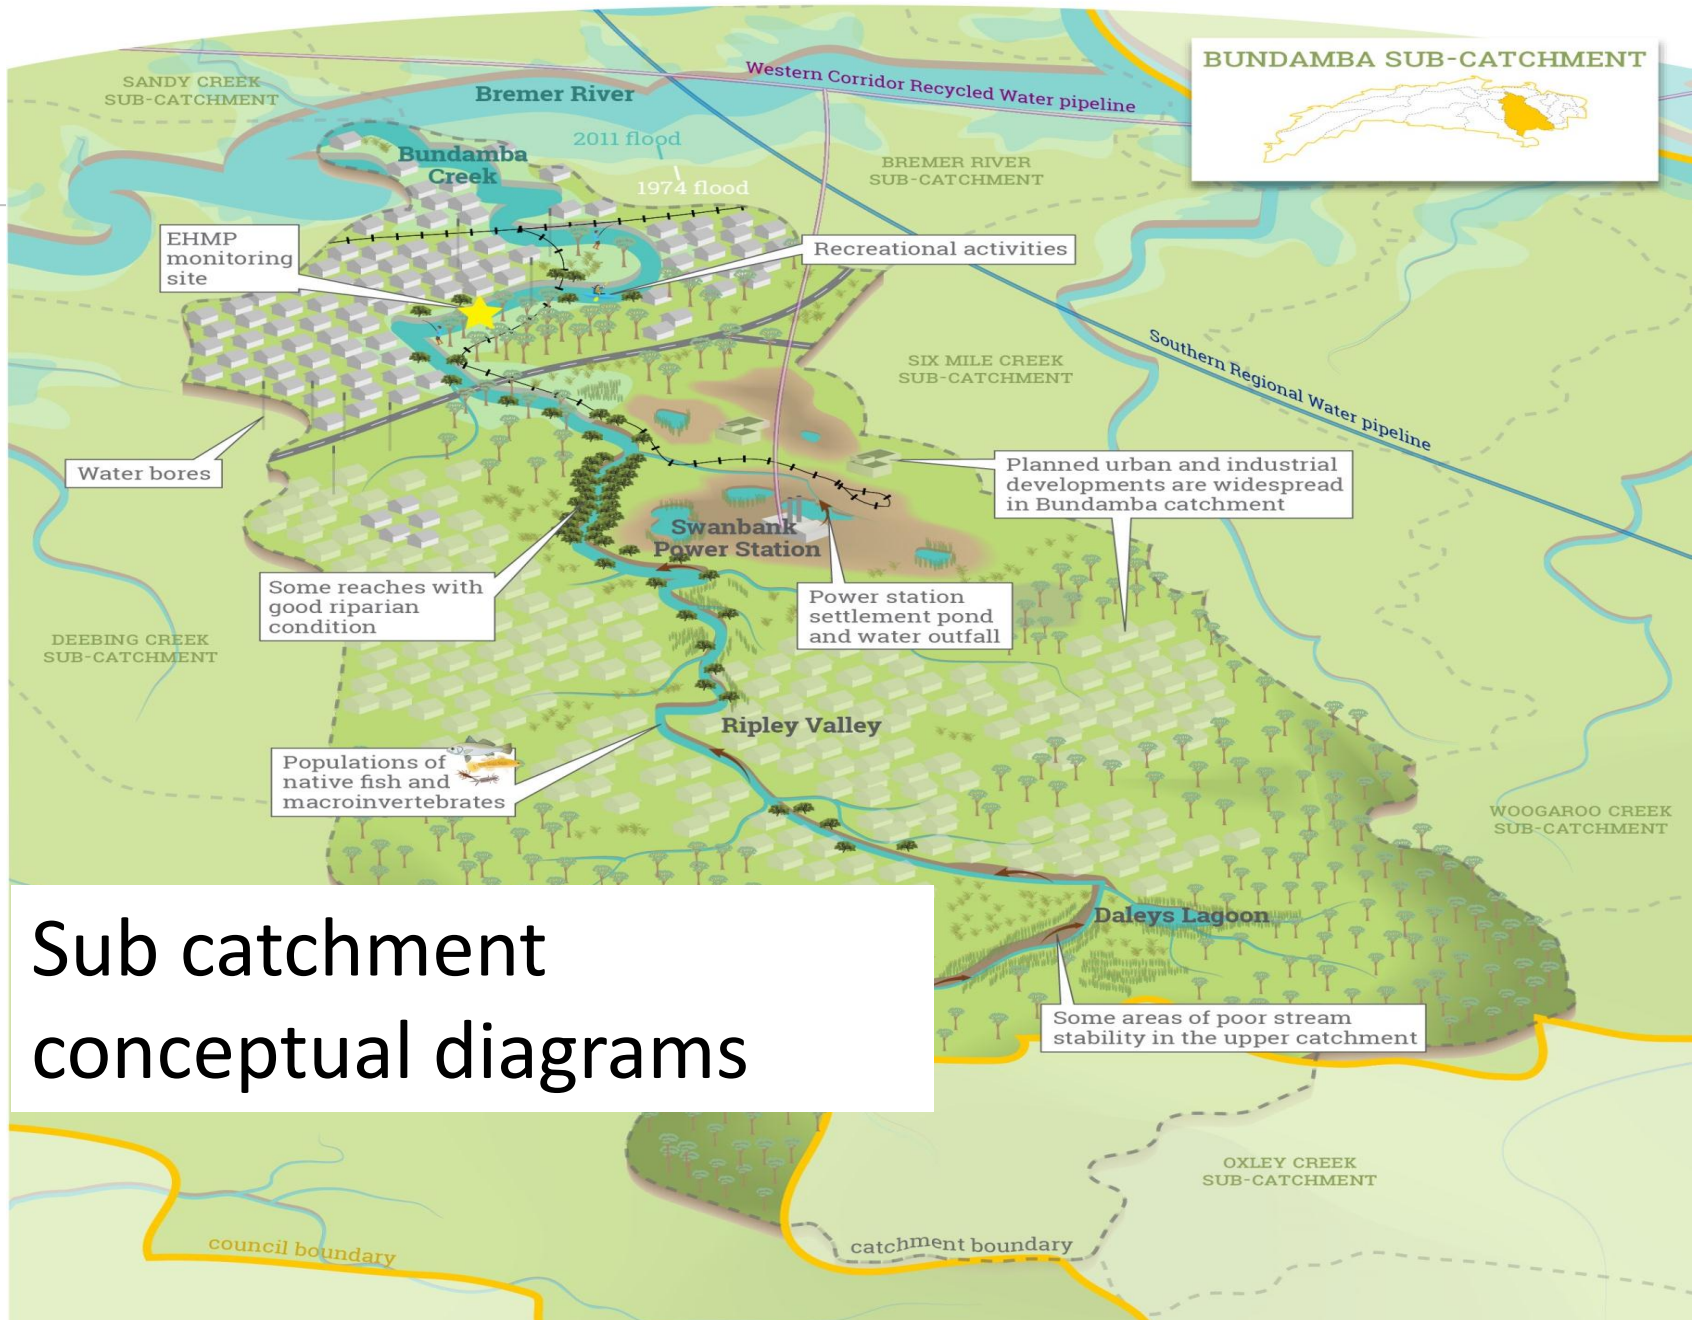 BUNDAMBA SUB-CATCHMENT
SANDY CREEK
SUB-CATCHMENT
Bremer River
Western Corridor Recycled Water pipeline
2011 flood
Bundamba
Creek
1974 flood
BREMER RIVER
SUB-CATCHMENT
EHMP
monitoring
site
Recreational activities
SIX MILE CREEK
SUB-CATCHMENT
Southern Regional Water pipeline
Water bores
Planned urban and industrial
developments are widespread
in Bundamba catchment
Swanbank
Power Station
Some reaches with
good riparian
condition
Power station
settlement pond
and water outfall
DEEBING CREEK
SUB-CATCHMENT
Ripley Valley
Populations of
native fish and
macroinvertebrates
WOOGAROO CREEK
SUB-CATCHMENT
Daleys Lagoon
Sub catchment
conceptual diagrams
Some areas of poor stream
stability in the upper catchment
OXLEY CREEK
SUB-CATCHMENT
council boundary
catchment boundary